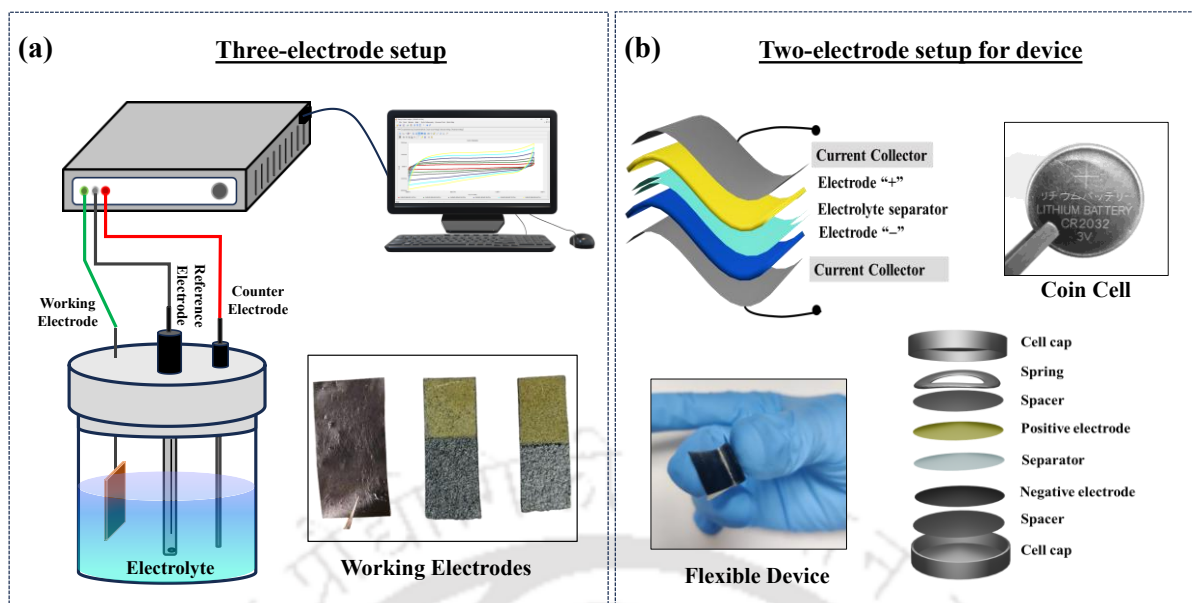 (a)
Three-electrode setup
Working
Electrode
Reference
Electrode
Counter
Electrode
Electrolyte
Working Electrodes
(b)
Two-electrode setup for device
Current Collector
Electrode “+”
Electrolyte separator
Electrode “–”
Current Collector
+
リチウムバッテリー
LITHIUM BATTERY
CR2032
3V
Coin Cell
Flexible Device
Cell cap
Spring
Spacer
Positive electrode
Separator
Negative electrode
Spacer
Cell cap